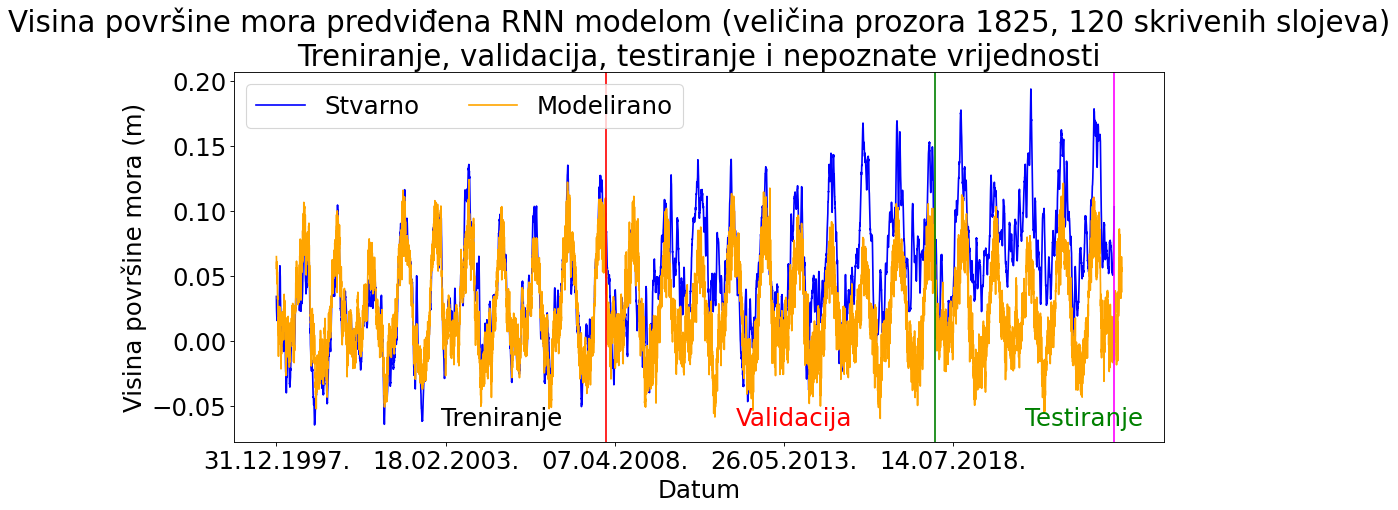 Visina površine mora predviđena RNN modelom (veličina prozora 1825, 120 skrivenih slojeva)
Treniranje, validacija, testiranje i nepoznate vrijednosti
Stvarno
Modelirano
Visina površine mora (m)
0.20
0.15
0.10
0.05
0.00
−0.05
Treniranje
Validacija
Testiranje
31.12.1997.
18.02.2003.
07.04.2008.
26.05.2013.
14.07.2018.
Datum